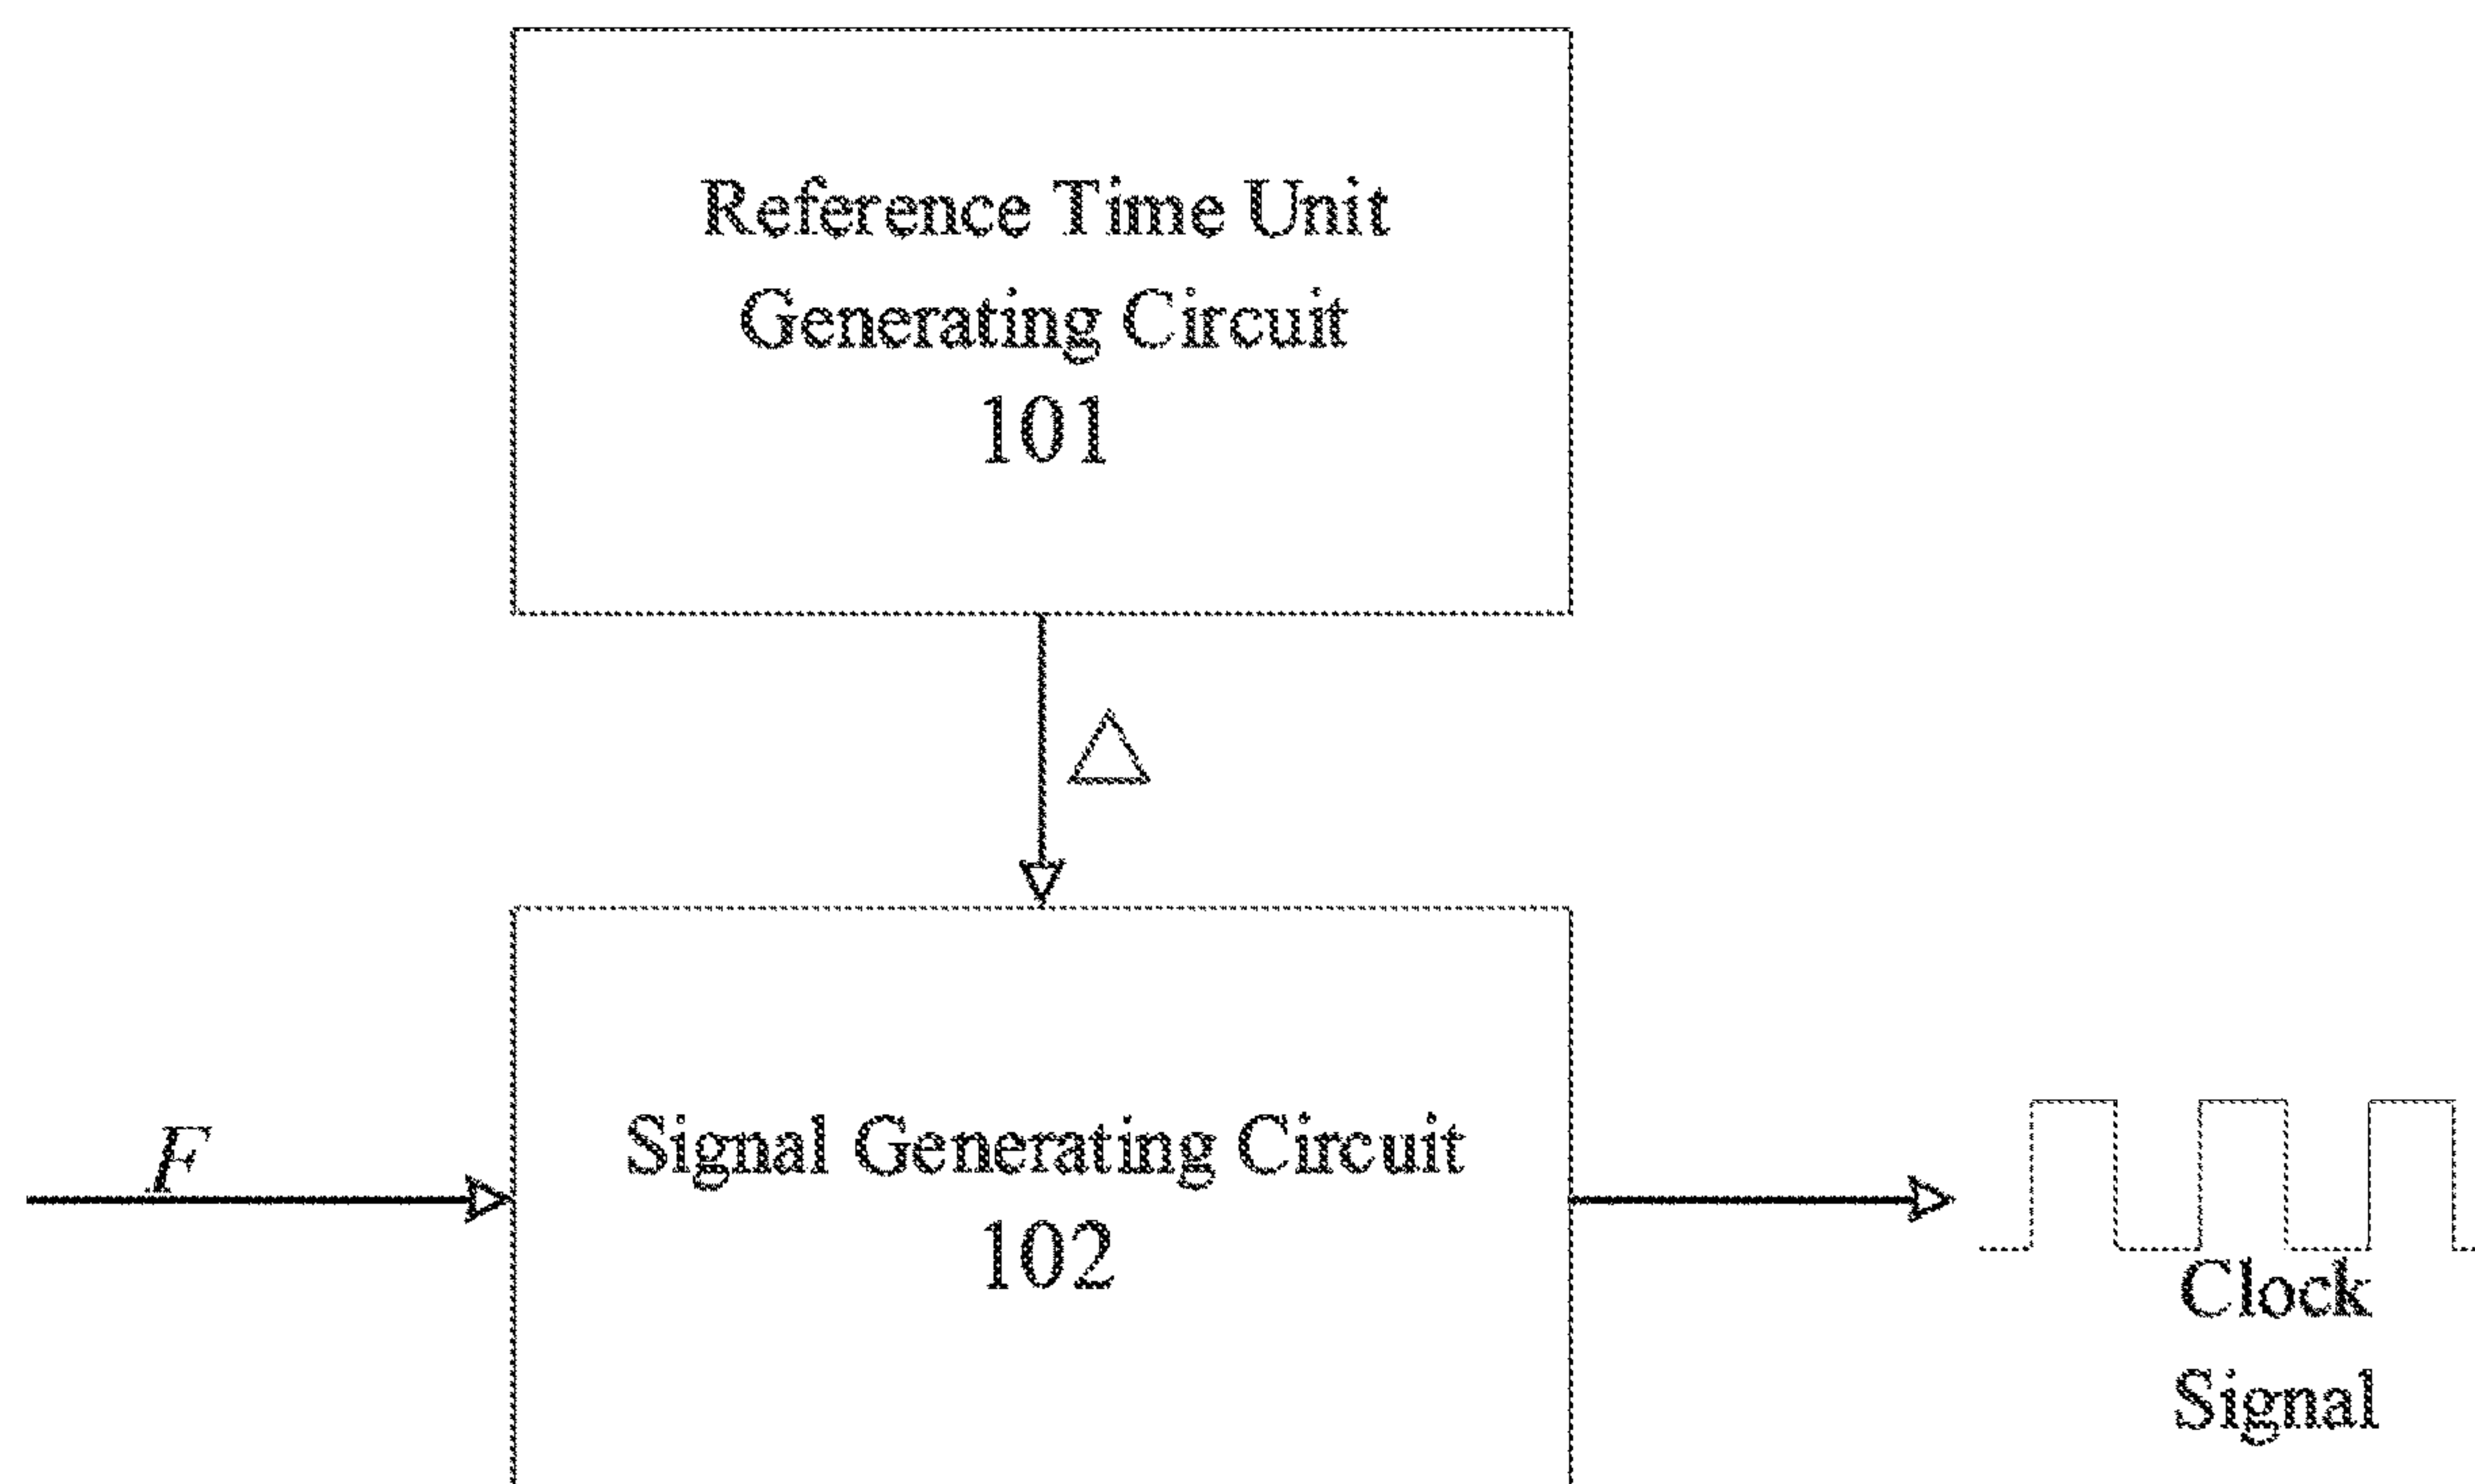 Reference Time Unit
Generating Circuit
101
△
F
Signal Generating Circuit
102
Clock
Signal